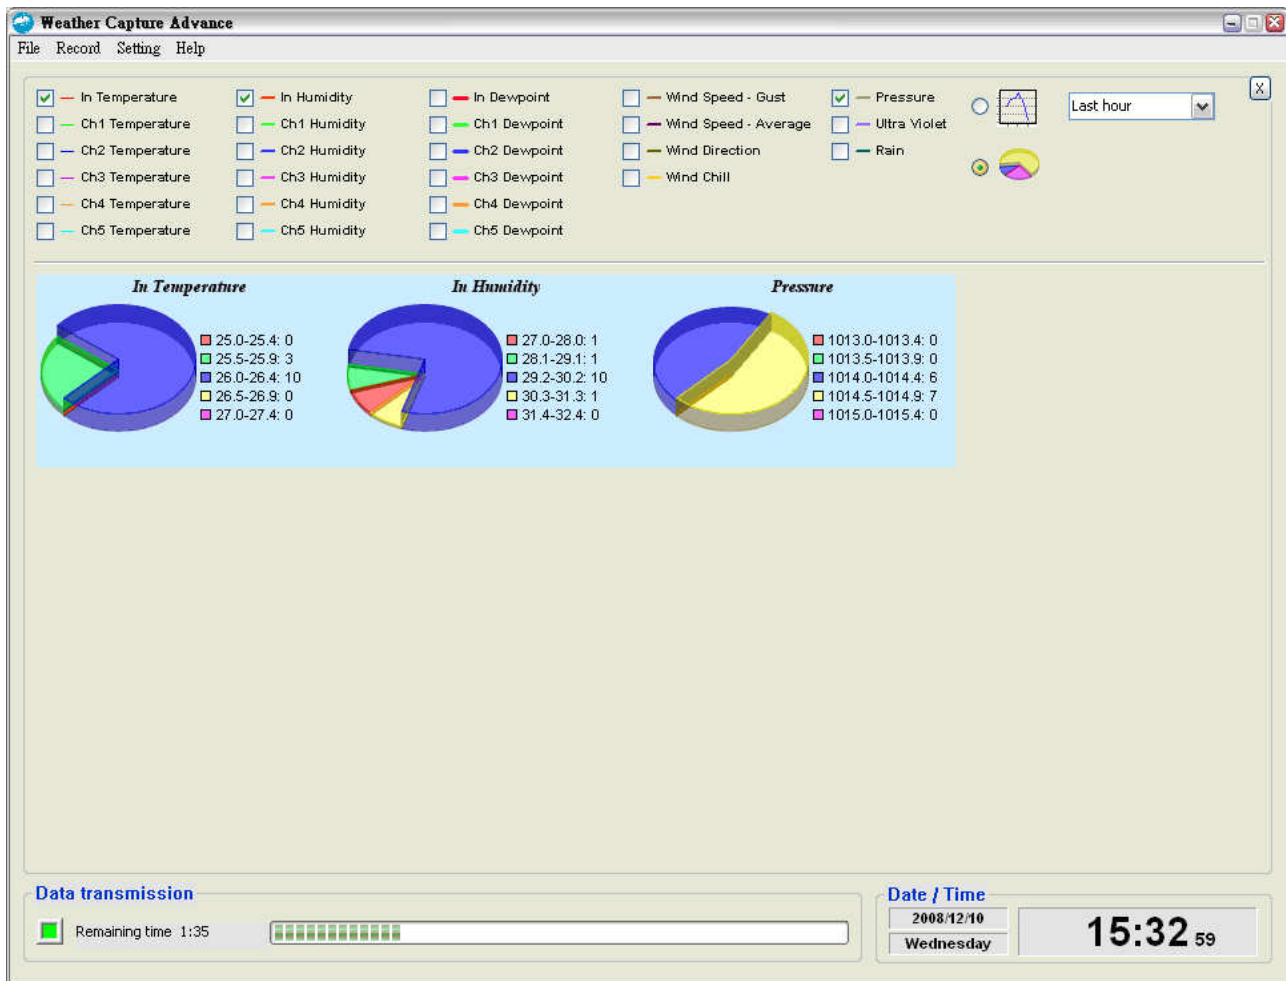 Weather Capture Advance
File Record Setting Help
In Temperature In Humidity In Dewpoint Wind Speed - Gust Pressure Last hour X
Ch1 Temperature Ch1 Humidity Ch1 Dewpoint Wind Speed - Average Ultra Violet
Ch2 Temperature Ch2 Humidity Ch2 Dewpoint Wind Direction Rain
Ch3 Temperature Ch3 Humidity Ch3 Dewpoint Wind Chill
Ch4 Temperature Ch4 Humidity Ch4 Dewpoint
Ch5 Temperature Ch5 Humidity Ch5 Dewpoint
In Temperature In Humidity Pressure
25.0-25.4: 0 27.0-28.0: 1 1013.0-1013.4: 0
25.5-25.9: 3 28.1-29.1: 1 1013.5-1013.9: 0
26.0-26.4: 10 29.2-30.2: 10 1014.0-1014.4: 6
26.5-26.9: 0 30.3-31.3: 1 1014.5-1014.9: 7
27.0-27.4: 0 31.4-32.4: 0 1015.0-1015.4: 0
Data transmission Date / Time
Remaining time 1:35 2008/12/10 15:32 59
Wednesday